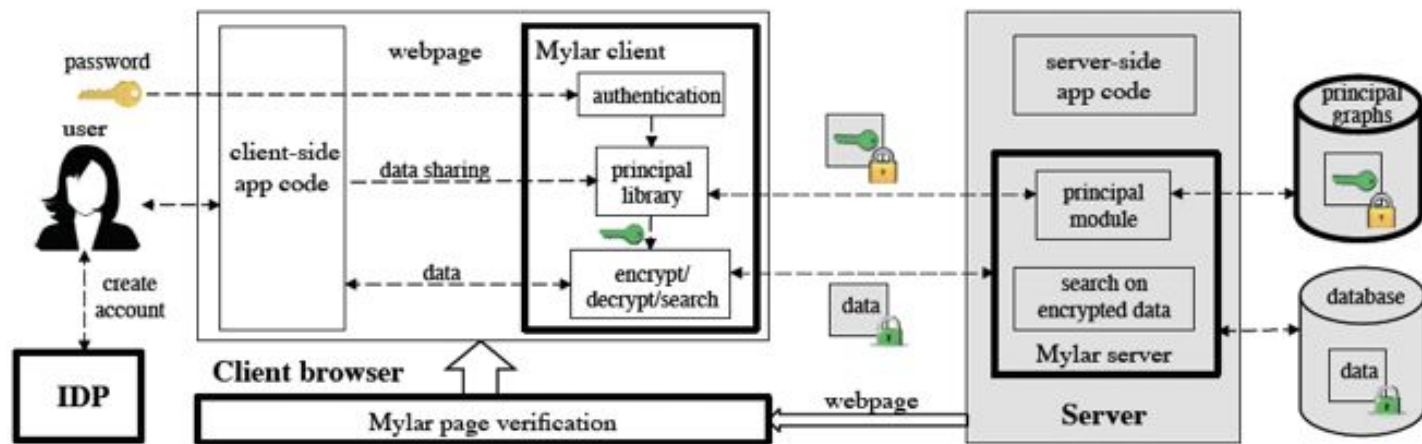 password
user
create
account
IDP
client-side
app code
webpage
data sharing
data
Mylar client
authentication
principal
library
encrypt/
decrypt/search
Client browser
Mylar page verification
webpage
data
server-side
app code
principal
module
search on
encrypted data
Mylar server
Server
principal
graphs
database
data